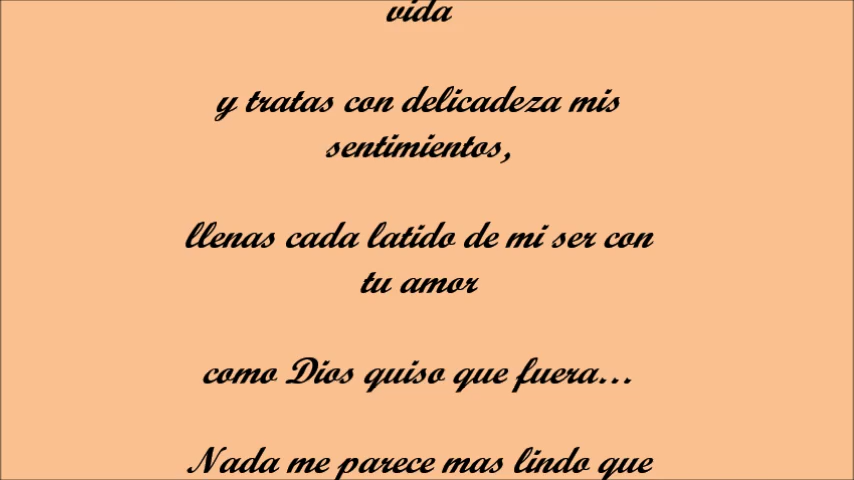 vida
y tratas con delicadeza mis
sentimientos,
llenas cada latido de mi ser con
tu amor
como Dios quiso que fuera...
Nada me parece mas lindo que